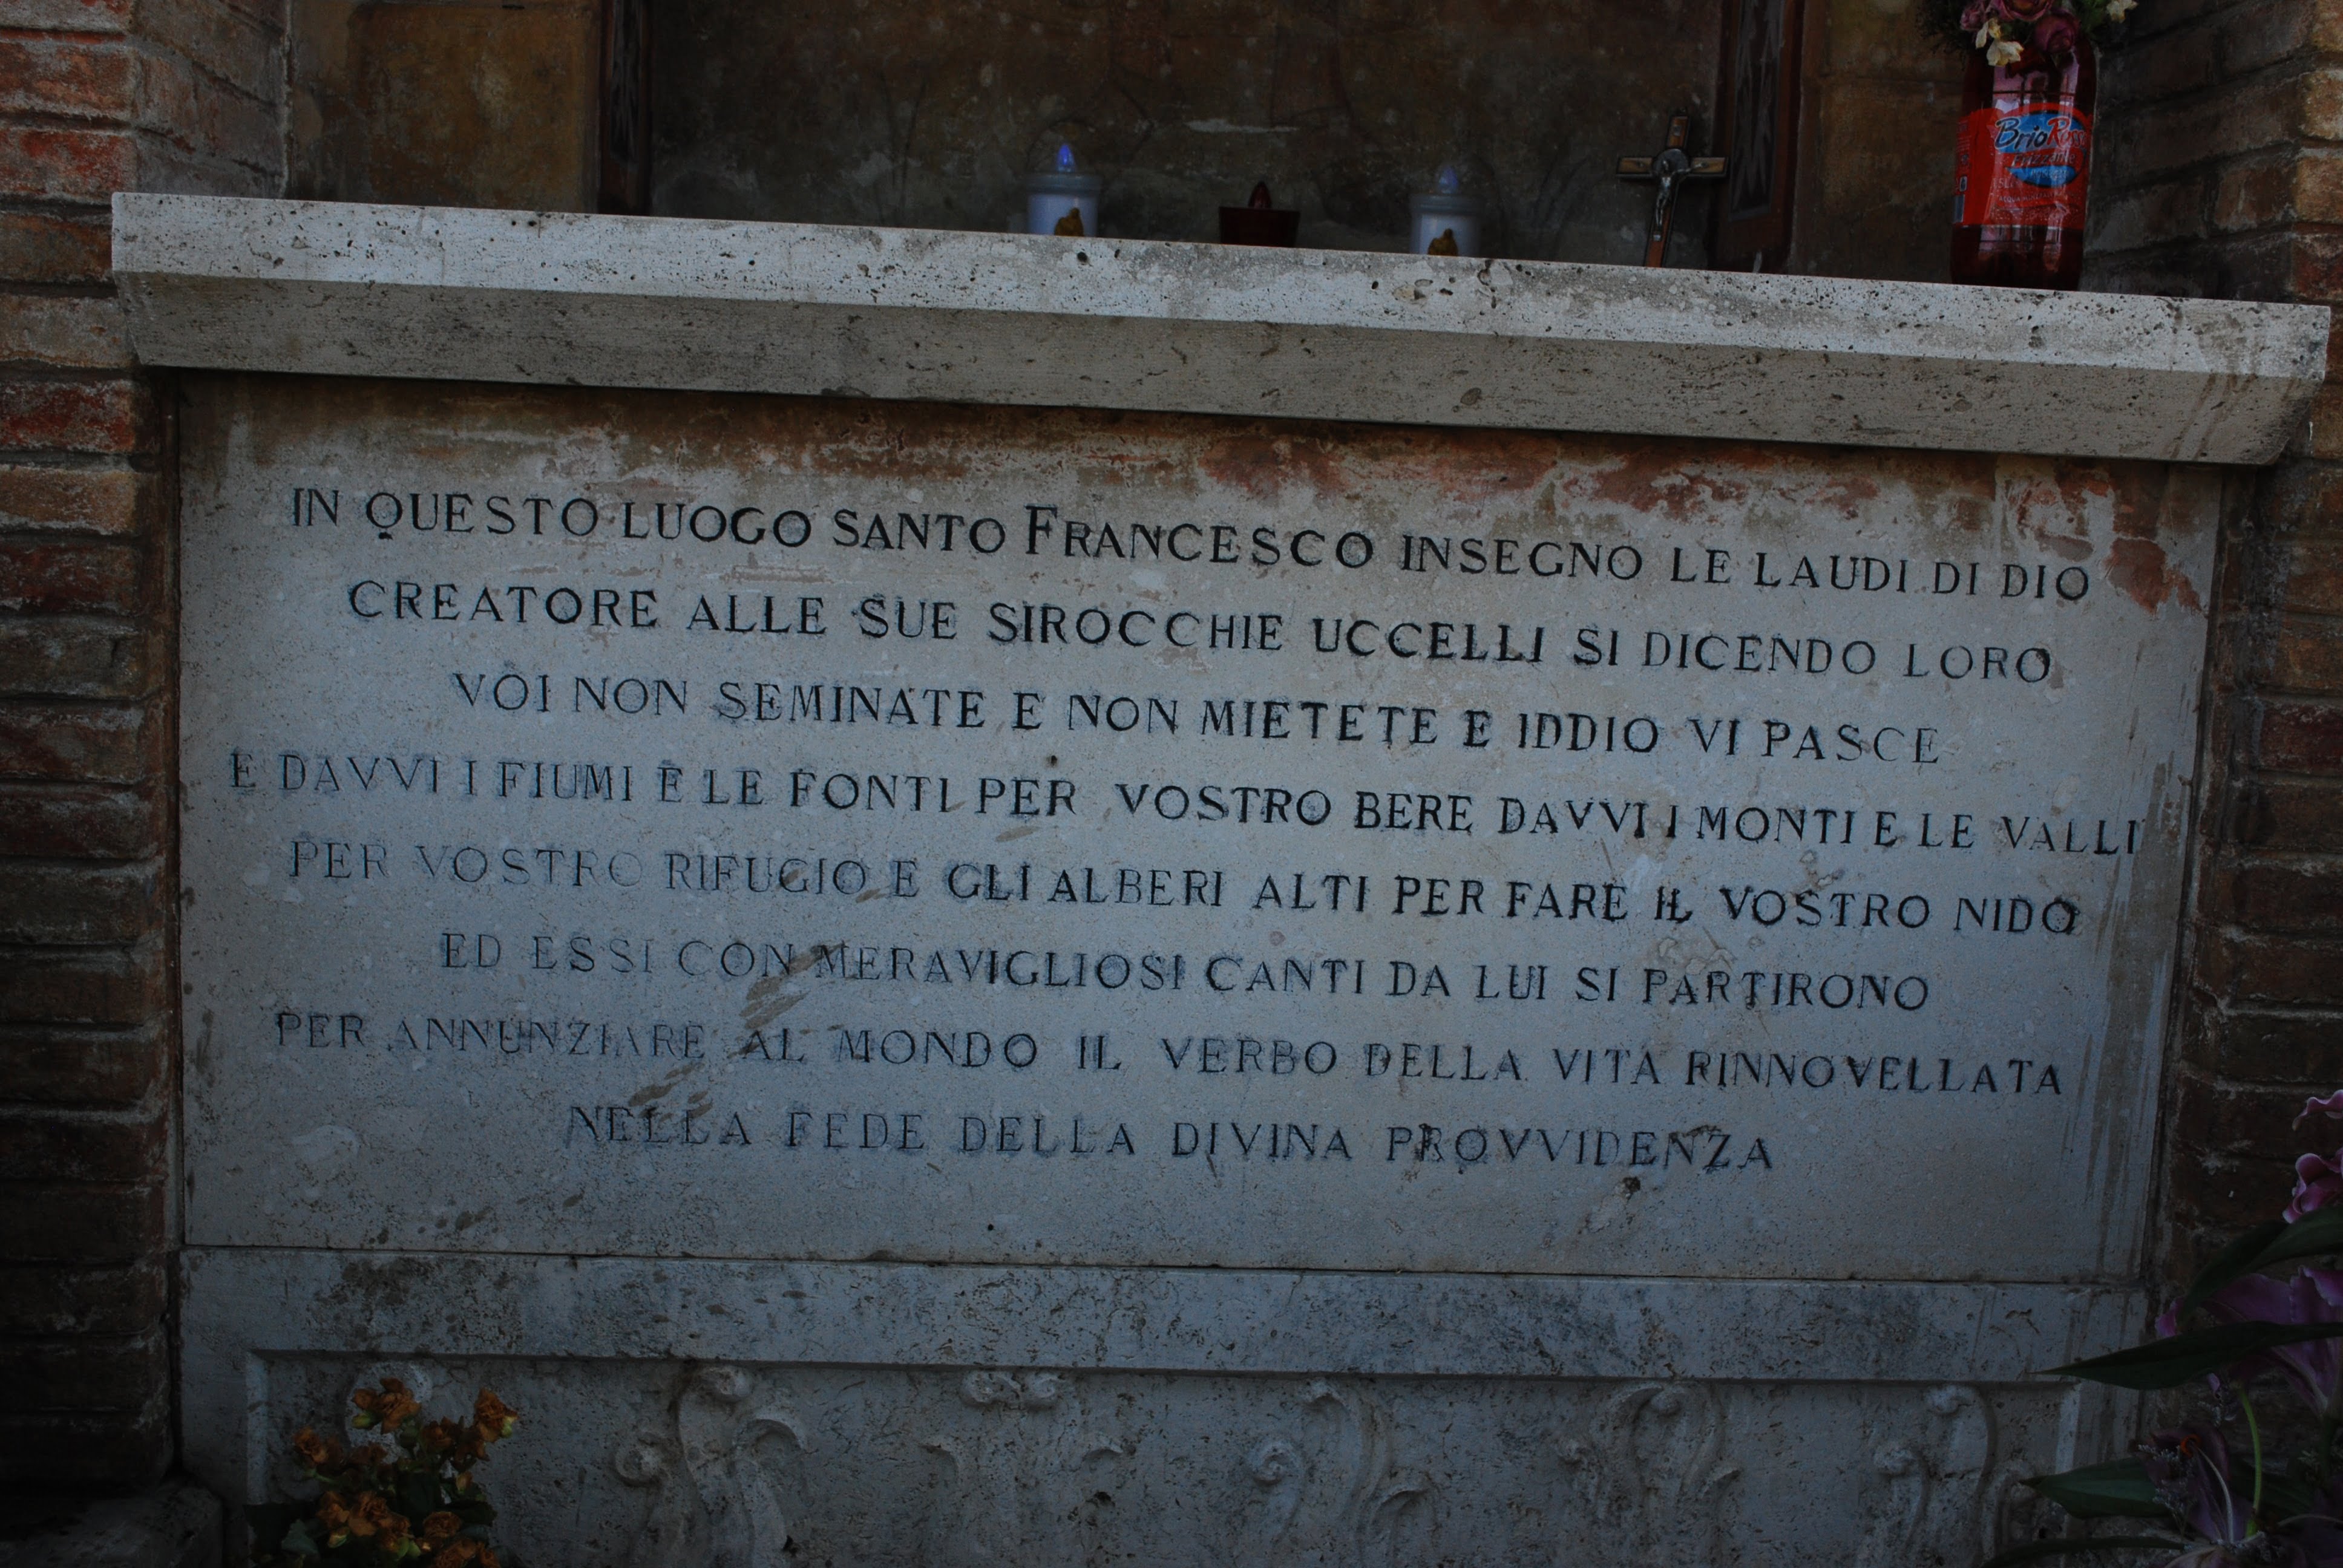 BrioRosso
Frizzante
IN QUESTO LUOGO SANTO FRANCESCO INSEGNO LE LAUDI DI DIO
CREATORE ALLE SUE SIROCCHIE UCCELLI SI DICENDO LORO
VOI NON SEMINATE E NON MIETETE E IDDIO VI PASCE
E DAVVI I FIUMI E LE FONTI PER VOSTRO BERE DAVVI I MONTI E LE VALLI
PER VOSTRO RIFUGIO E GLI ALBERI ALTI PER FARE IL VOSTRO NIDO
ED ESSI CON MERAVIGLIOSI CANTI DA LUI SI PARTIRONO
PER ANNUNZIARE AL MONDO IL VERBO DELLA VITA RINNOVELLATA
NELLA FEDE DELLA DIVINA PROVVIDENZA